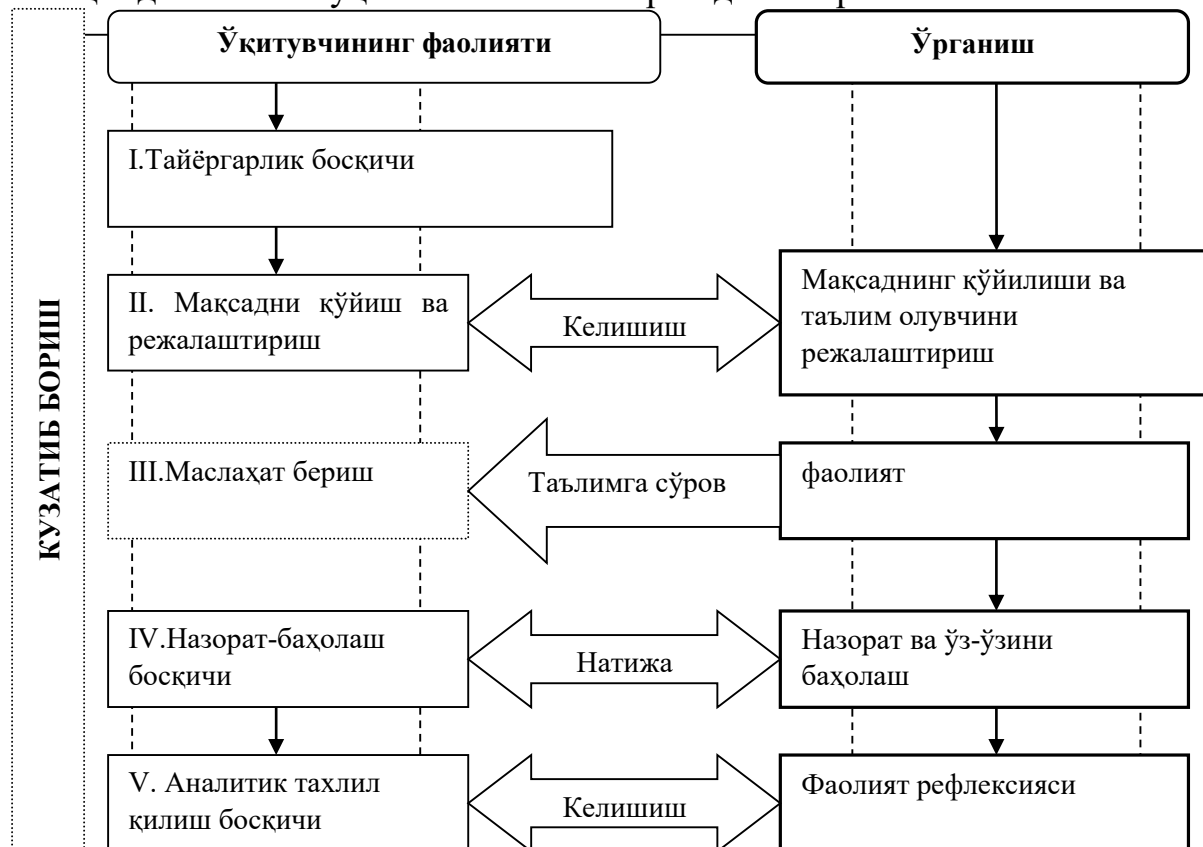 Ўқитувчининг фаолияти
Ўрганиш
КУЗАТИБ БОРИШ
I.Тайёргарлик босқичи
II. Мақсадни қўйиш ва
режалаштириш
Келишиш
Мақсаднинг қўйилиши ва
таълим олувчини
режалаштириш
III.Маслаҳат бериш
Таълимга сўров
фаолият
IV.Назорат-баҳолаш
босқичи
Натижа
Назорат ва ўз-ўзини
баҳолаш
V. Аналитик тахлил
қилиш босқичи
Келишиш
Фаолият рефлексияси